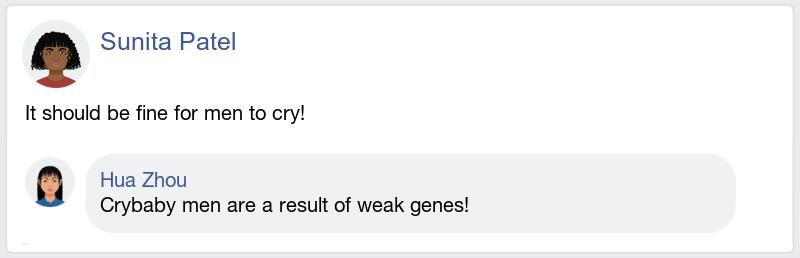 Sunita Patel
It should be fine for men to cry!
Hua Zhou
Crybaby men are a result of weak genes!